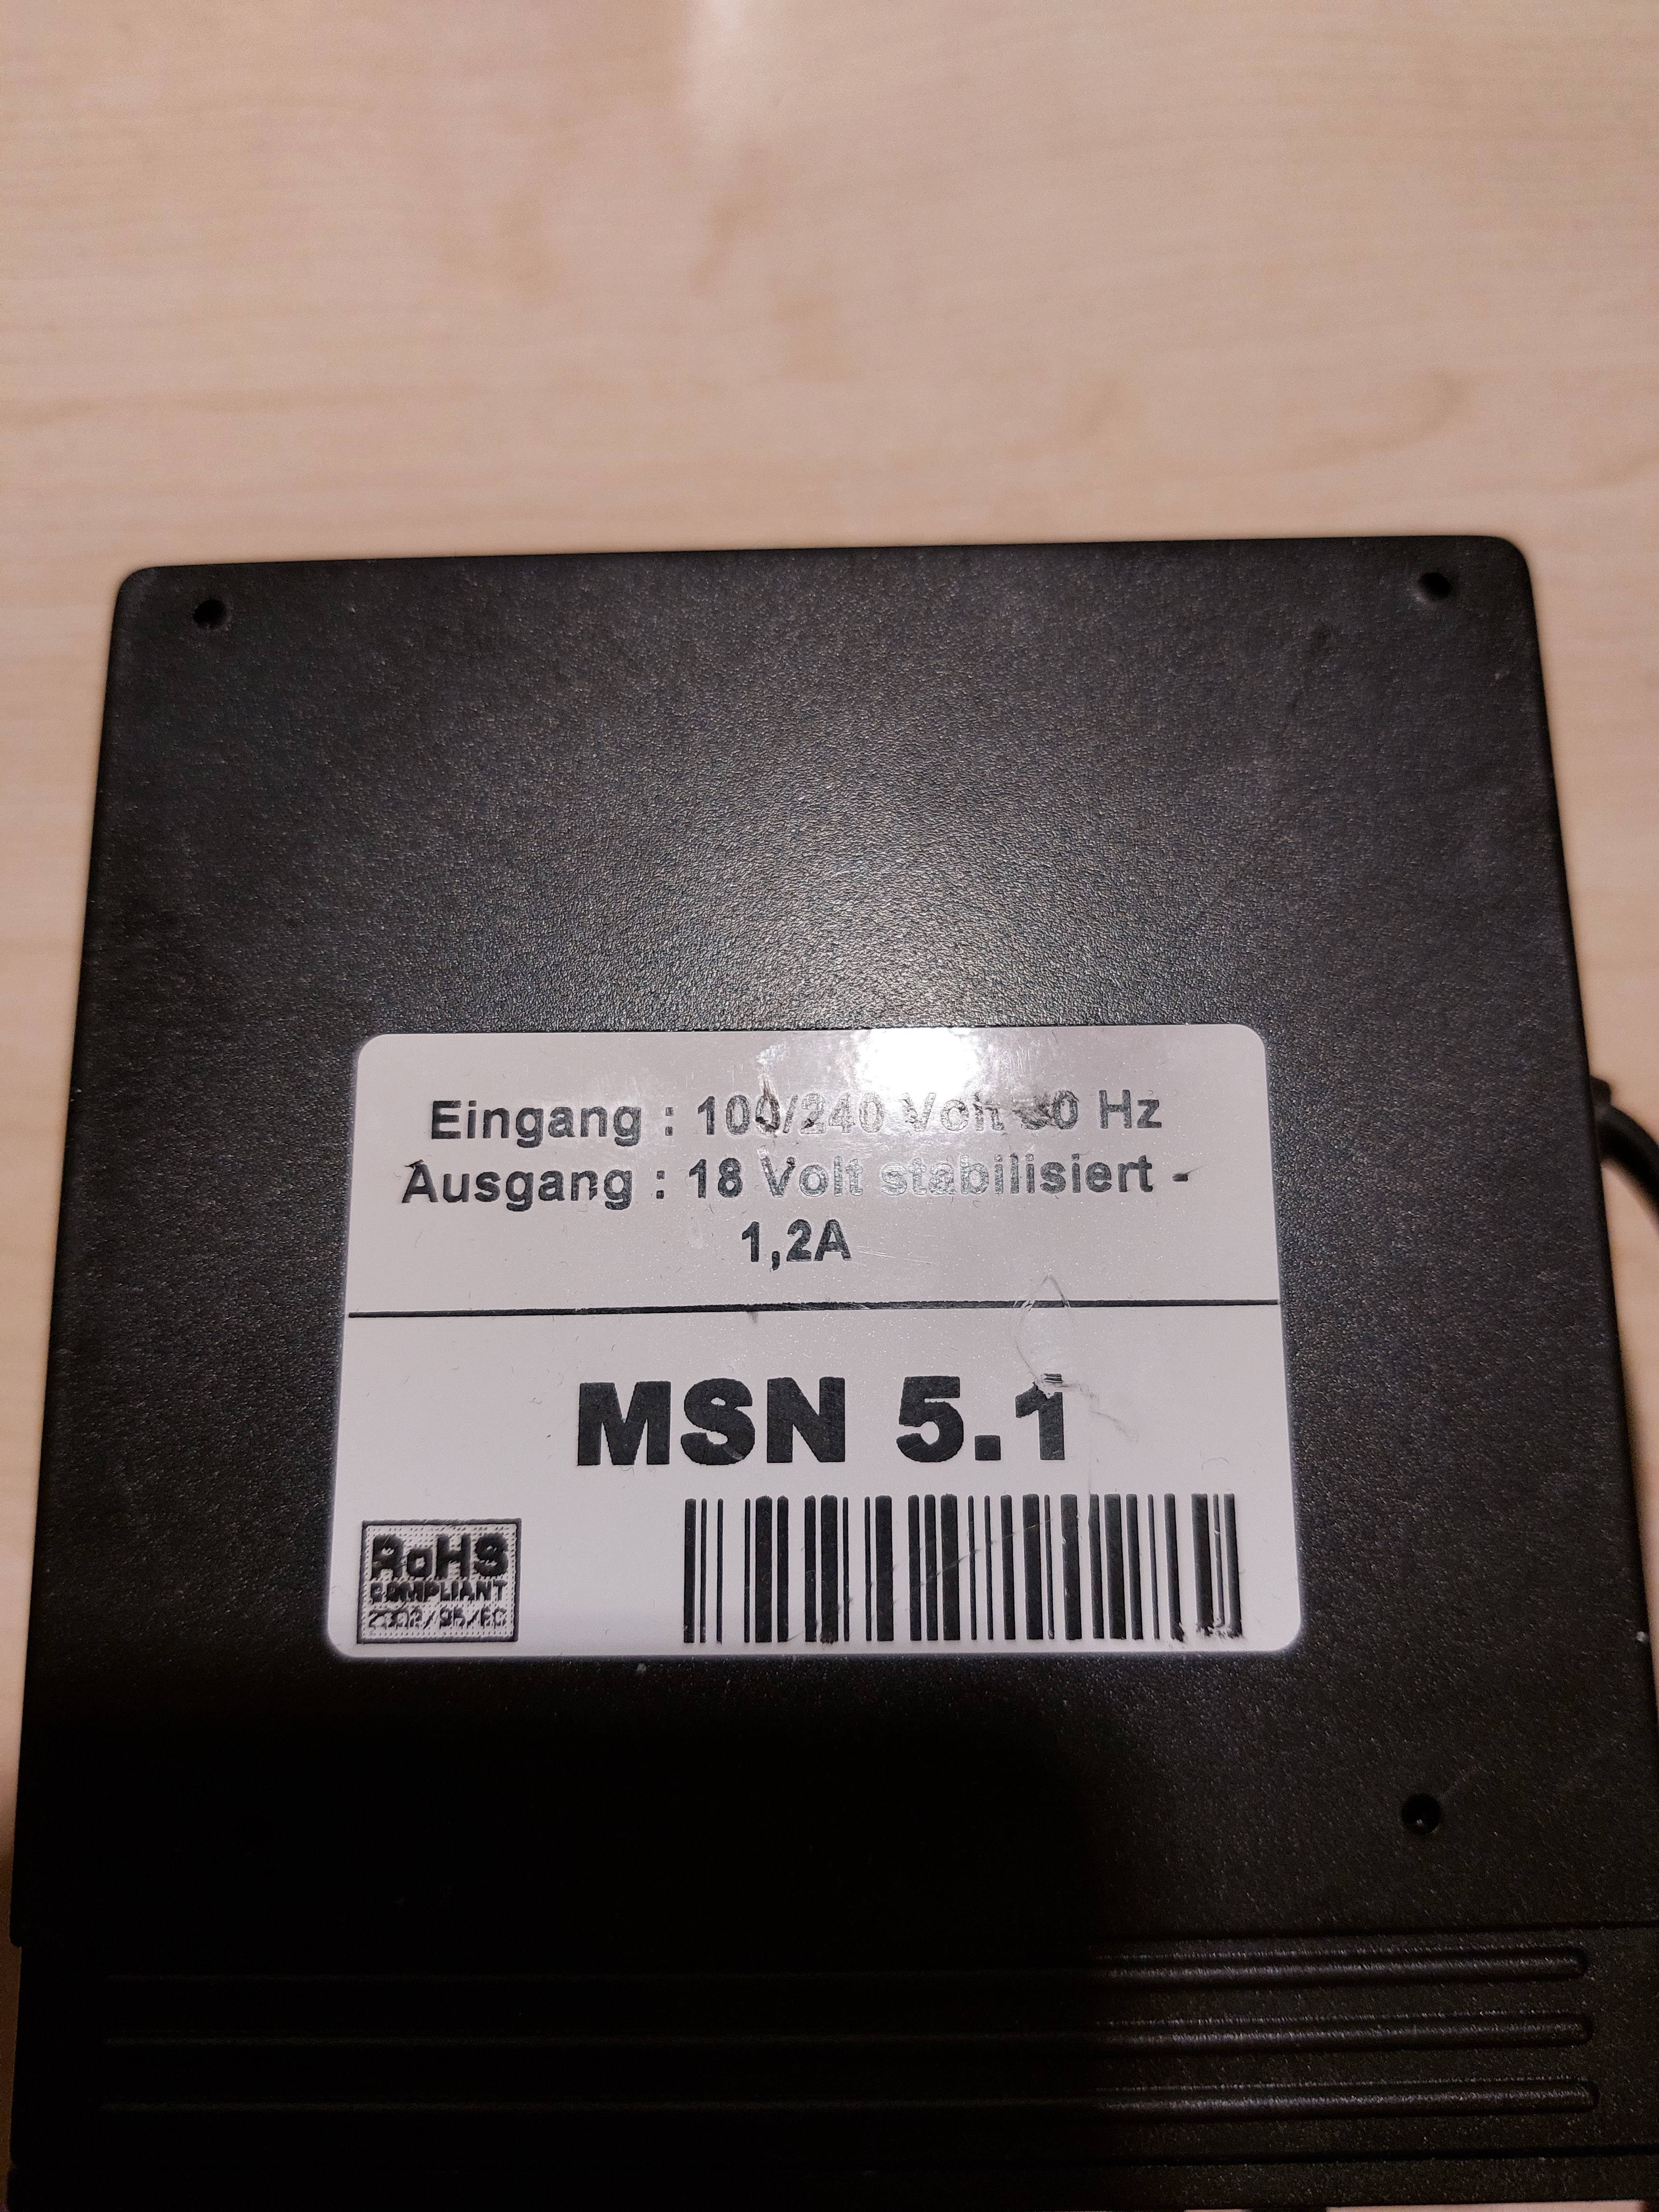 Eingang : 100/240 Volt 50 Hz
Ausgang : 18 Volt stabilisiert -
1,2A
MSN 5.1
RoHS
COMPLIANT
2002/95/EC